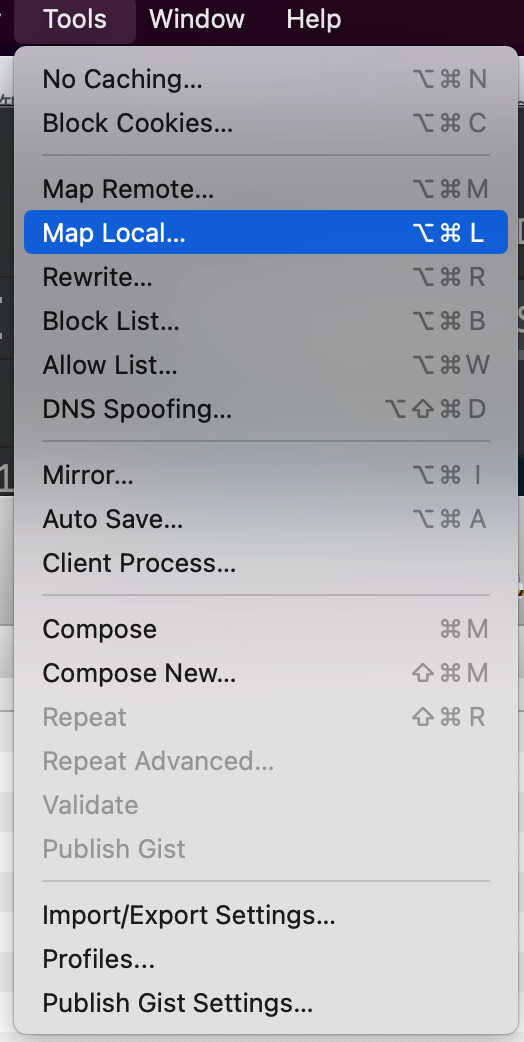 Tools Window Help
No Caching... ⌥⌘N
Block Cookies... ⌥⌘C
Map Remote... ⌥⌘M
Map Local... ⌥⌘L
Rewrite... ⌥⌘R
Block List... ⌥⌘B
Allow List... ⌥⌘W
DNS Spoofing... ⌥⇧⌘D
Mirror... ⌥⌘I
Auto Save... ⌥⌘A
Client Process...
Compose ⌘M
Compose New... ⇧⌘M
Repeat ⇧⌘R
Repeat Advanced...
Validate
Publish Gist
Import/Export Settings...
Profiles...
Publish Gist Settings...